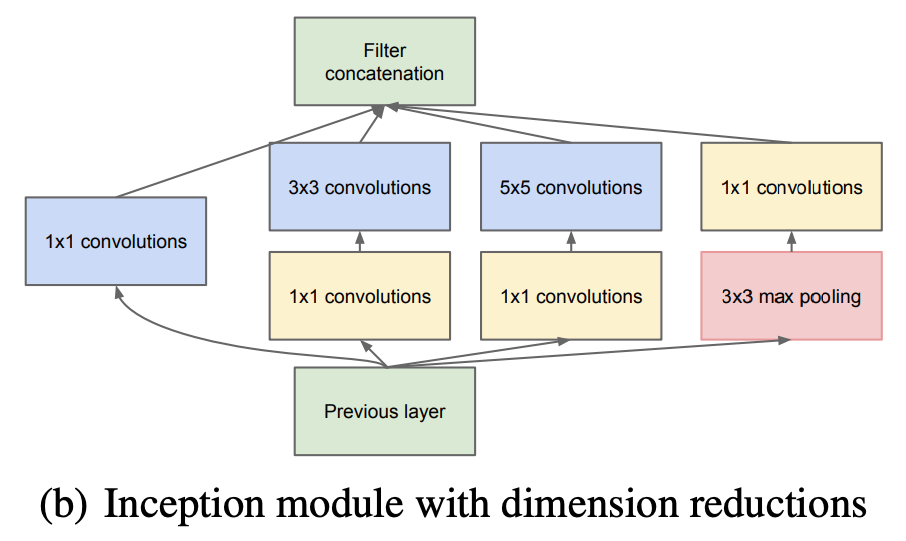 Filter
concatenation
3x3 convolutions
5x5 convolutions
1x1 convolutions
1x1 convolutions
1x1 convolutions
1x1 convolutions
3x3 max pooling
Previous layer
(b) Inception module with dimension reductions